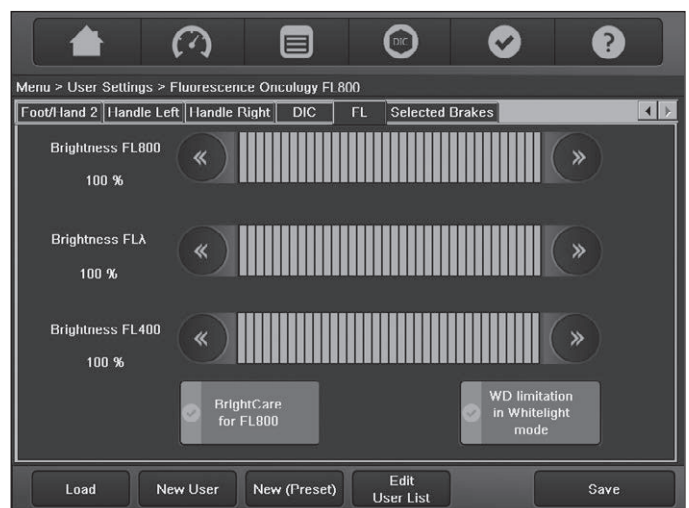 DIC
?
Menu > User Settings > Fluorescence Oncology FL800
Foot/Hand 2 Handle Left Handle Right DIC FL Selected Brakes
Brightness FL800
100 %
Brightness FLλ
100 %
Brightness FL400
100 %
BrightCare
for FL800
WD limitation
in Whitelight
mode
Load New User New (Preset) Edit
User List Save